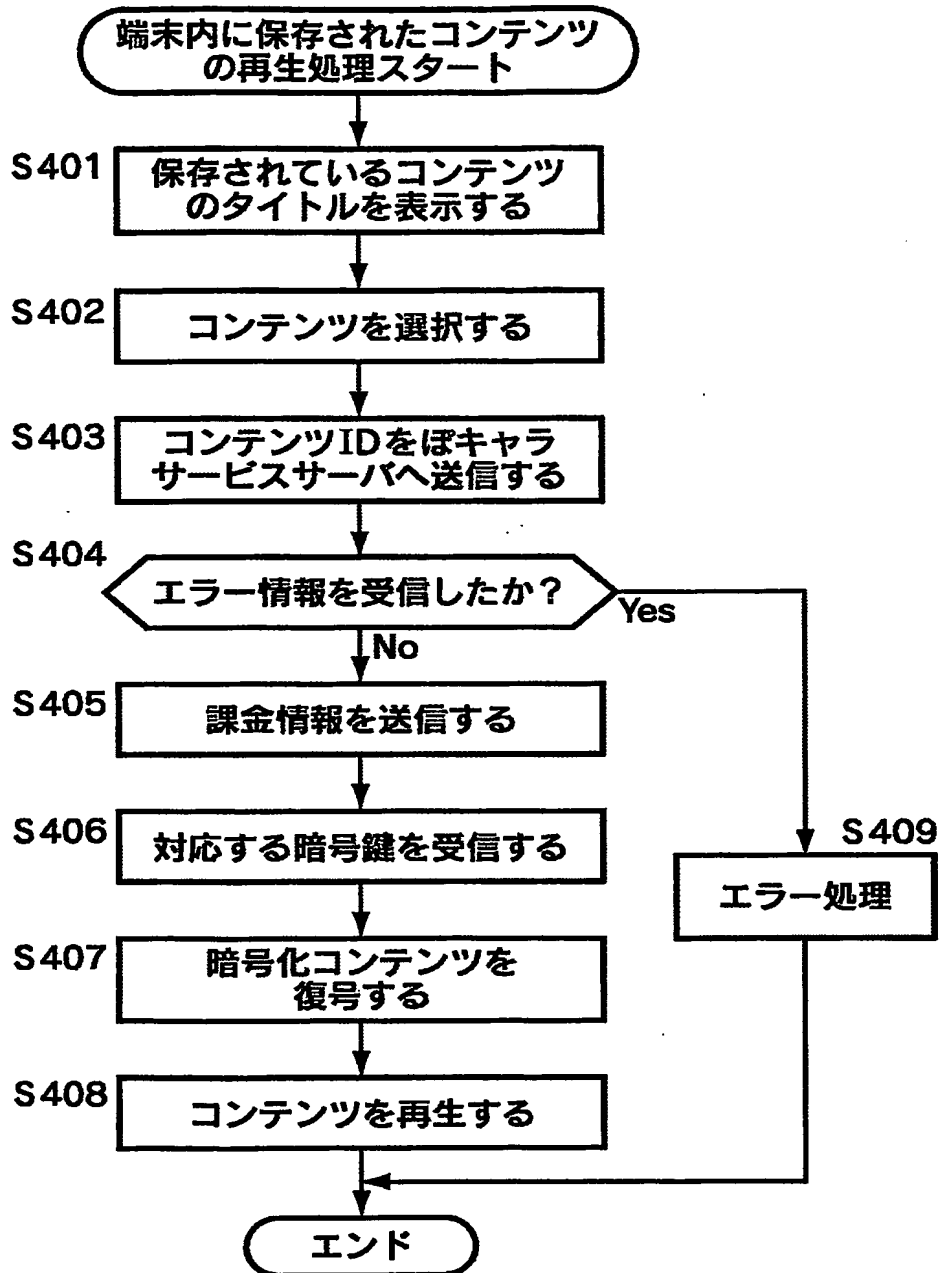 端末内に保存されたコンテンツ
の再生処理スタート
S401
保存されているコンテンツ
のタイトルを表示する
S402
コンテンツを選択する
S403
コンテンツIDをぽキャラ
サービスサーバへ送信する
S404
エラー情報を受信したか？
Yes
No
S405
課金情報を送信する
S406
対応する暗号鍵を受信する
S409
エラー処理
S407
暗号化コンテンツを
復号する
S408
コンテンツを再生する
エンド